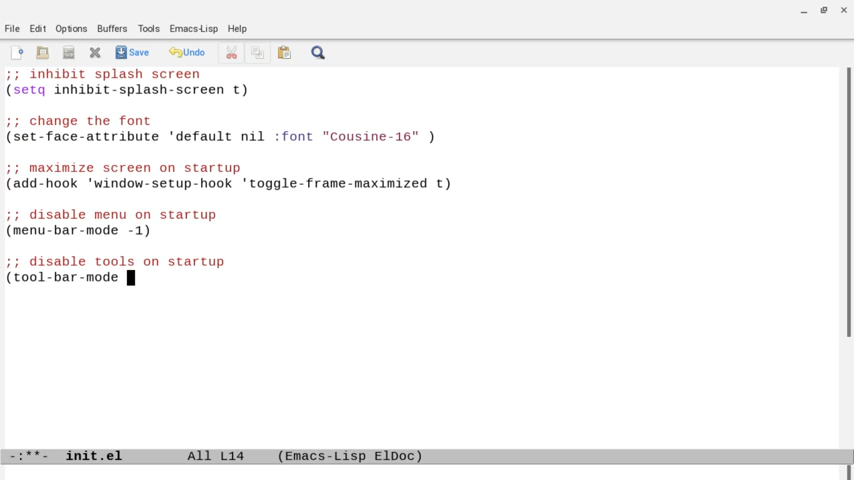 File Edit Options Buffers Tools Emacs-Lisp Help
Save Undo
;; inhibit splash screen
(setq inhibit-splash-screen t)
;; change the font
(set-face-attribute 'default nil :font "Cousine-16" )
;; maximize screen on startup
(add-hook 'window-setup-hook 'toggle-frame-maximized t)
;; disable menu on startup
(menu-bar-mode -1)
;; disable tools on startup
(tool-bar-mode
-:**- init.el All L14 (Emacs-Lisp ElDoc)